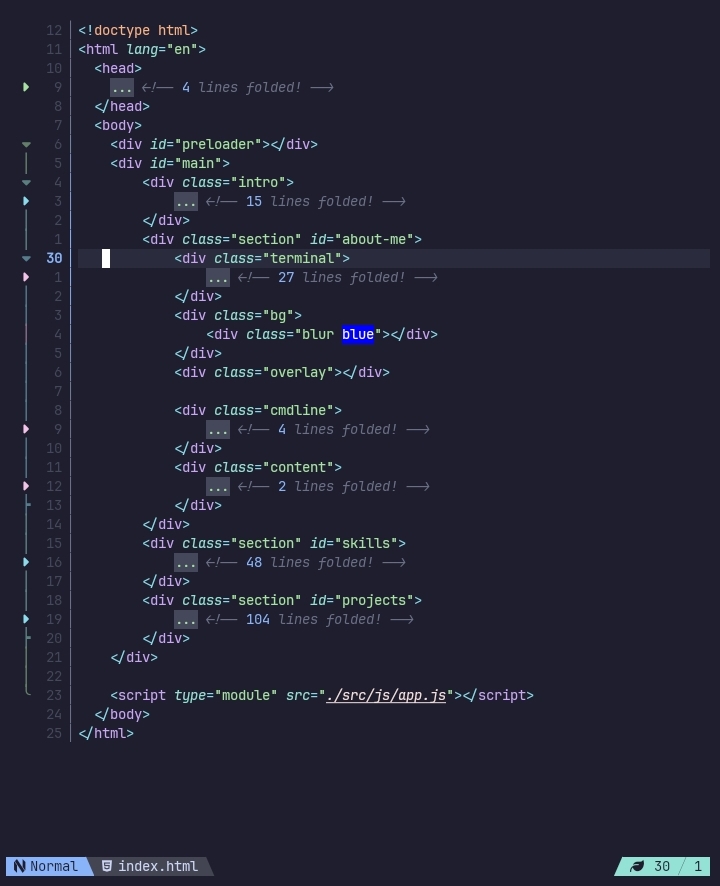 12 <!doctype html>
11 <html lang="en">
10 <head>
9 ... <!-- 4 lines folded! -->
8 </head>
7 <body>
6 <div id="preloader"></div>
5 <div id="main">
4 <div class="intro">
3 ... <!-- 15 lines folded! -->
2 </div>
1 <div class="section" id="about-me">
30 <div class="terminal">
1 ... <!-- 27 lines folded! -->
2 </div>
3 <div class="bg">
4 <div class="blur blue"></div>
5 </div>
6 <div class="overlay"></div>
7
8 <div class="cmdline">
9 ... <!-- 4 lines folded! -->
10 </div>
11 <div class="content">
12 ... <!-- 2 lines folded! -->
13 </div>
14 </div>
15 <div class="section" id="skills">
16 ... <!-- 48 lines folded! -->
17 </div>
18 <div class="section" id="projects">
19 ... <!-- 104 lines folded! -->
20 </div>
21 </div>
22
23 <script type="module" src="./src/js/app.js"></script>
24 </body>
25 </html>
Normal index.html 30 1